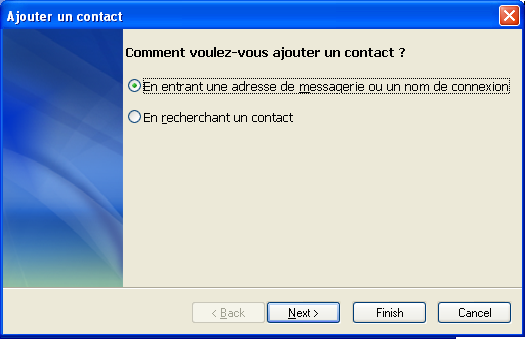 Ajouter un contact
Comment voulez-vous ajouter un contact ?
En entrant une adresse de messagerie ou un nom de connexion
En recherchant un contact
< Back Next > Finish Cancel